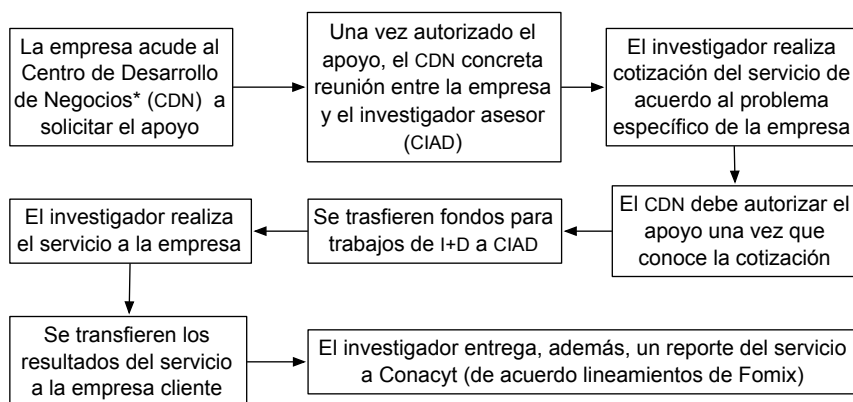 La empresa acude al
Centro de Desarrollo
de Negocios* (CDN) a
solicitar el apoyo
Una vez autorizado el
apoyo, el CDN concreta
reunión entre la empresa
y el investigador asesor
(CIAD)
El investigador realiza
cotización del servicio de
acuerdo al problema
específico de la empresa
El CDN debe autorizar el
apoyo una vez que
conoce la cotización
Se trasfieren fondos para
trabajos de I+D a CIAD
El investigador realiza
el servicio a la empresa
Se transfieren los
resultados del servicio
a la empresa cliente
El investigador entrega, además, un reporte del servicio
a Conacyt (de acuerdo lineamientos de Fomix)